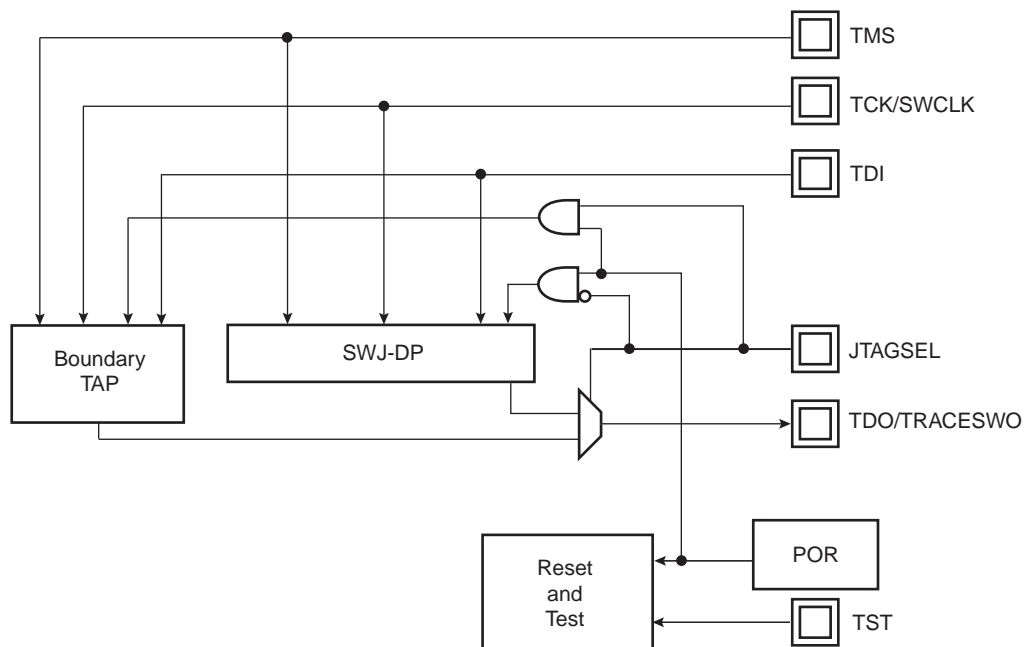 TMS
TCK/SWCLK
TDI
Boundary
TAP
SWJ-DP
JTAGSEL
TDO/TRACESWO
POR
Reset
and
Test
TST